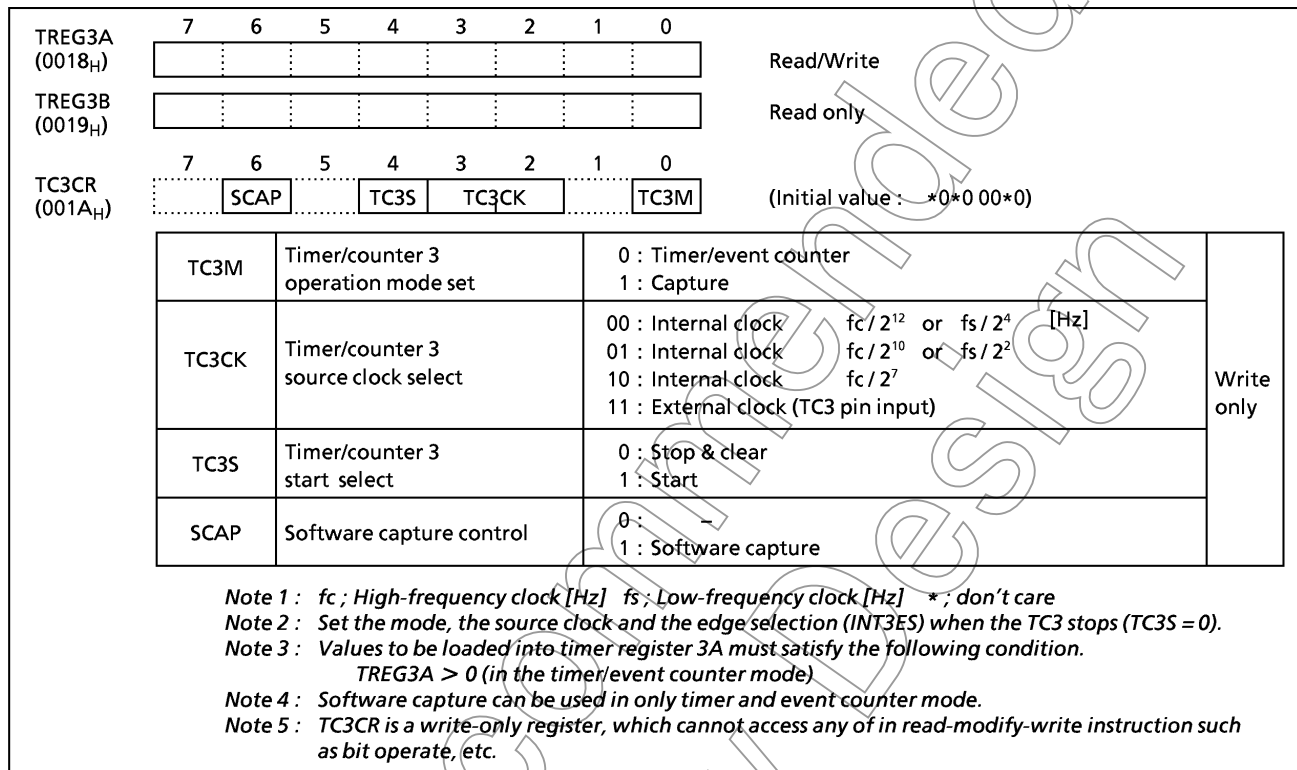 7 6 5 4 3 2 1 0
TREG3A
(0018H)
Read/Write
TREG3B
(0019H)
Read only
7 6 5 4 3 2 1 0
TC3CR
(001AH)
SCAP TC3S TC3CK TC3M
(Initial value : *0*0 00*0)
TC3M
Timer/counter 3
operation mode set
0 : Timer/event counter
1 : Capture
TC3CK
Timer/counter 3
source clock select
00 : Internal clock fc / 2¹² or fs / 2⁴ [Hz]
01 : Internal clock fc / 2¹⁰ or fs / 2²
10 : Internal clock fc / 2⁷
11 : External clock (TC3 pin input)
TC3S
Timer/counter 3
start select
0 : Stop & clear
1 : Start
SCAP
Software capture control
0 : –
1 : Software capture
Write
only
Note 1 : fc ; High-frequency clock [Hz] fs ; Low-frequency clock [Hz] * ; don't care
Note 2 : Set the mode, the source clock and the edge selection (INT3ES) when the TC3 stops (TC3S = 0).
Note 3 : Values to be loaded into timer register 3A must satisfy the following condition.
TREG3A > 0 (in the timer/event counter mode)
Note 4 : Software capture can be used in only timer and event counter mode.
Note 5 : TC3CR is a write-only register, which cannot access any of in read-modify-write instruction such
as bit operate, etc.
commended
Design